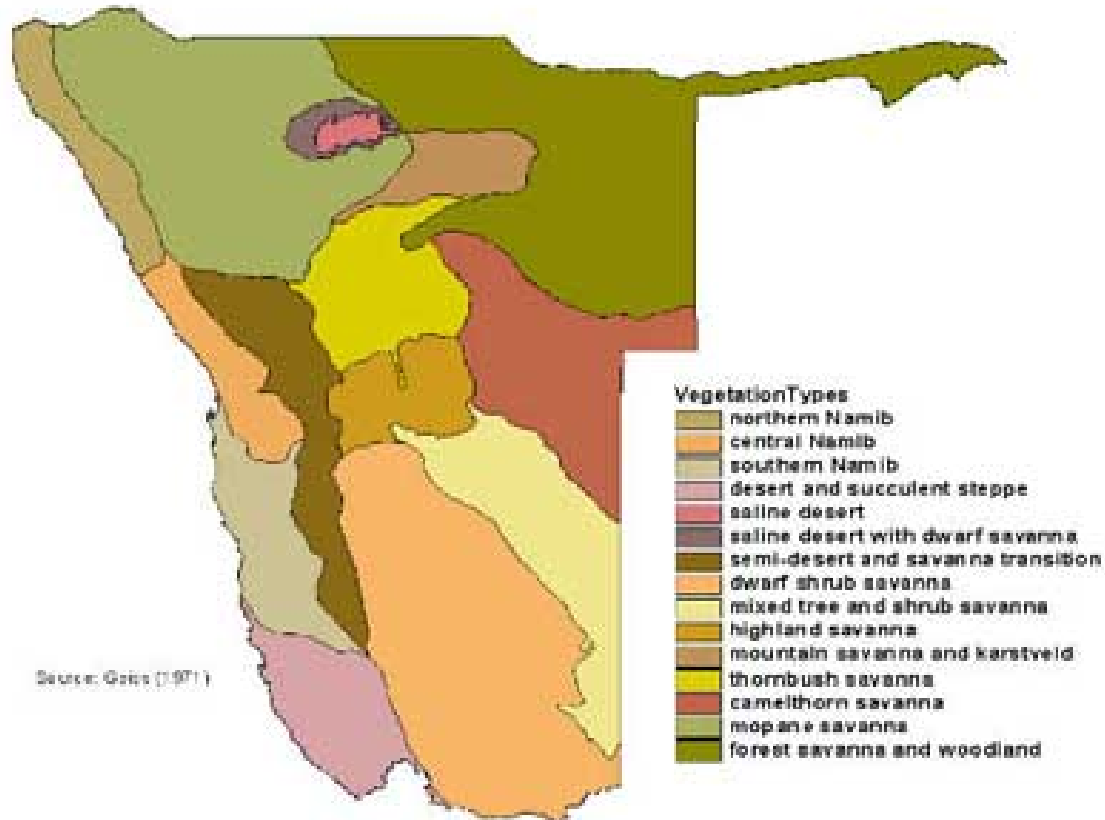 VegetationTypes
northern Namib
central Namib
southern Namib
desert and succulent steppe
saline desert
saline desert with dwarf savanna
semi-desert and savanna transition
dwarf shrub savanna
mixed tree and shrub savanna
highland savanna
mountain savanna and karstveld
thornbush savanna
camelthorn savanna
mopane savanna
forest savanna and woodland
Source: (1971)